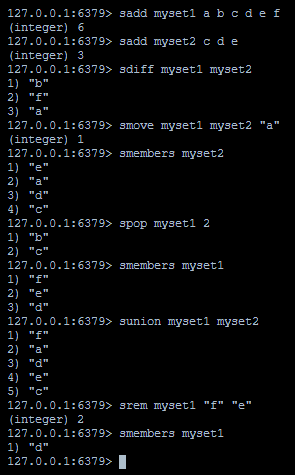 127.0.0.1:6379> sadd myset1 a b c d e f
(integer) 6
127.0.0.1:6379> sadd myset2 c d e
(integer) 3
127.0.0.1:6379> sdiff myset1 myset2
1) "b"
2) "f"
3) "a"
127.0.0.1:6379> smove myset1 myset2 "a"
(integer) 1
127.0.0.1:6379> smembers myset2
1) "e"
2) "a"
3) "d"
4) "c"
127.0.0.1:6379> spop myset1 2
1) "b"
2) "c"
127.0.0.1:6379> smembers myset1
1) "f"
2) "e"
3) "d"
127.0.0.1:6379> sunion myset1 myset2
1) "f"
2) "a"
3) "d"
4) "e"
5) "c"
127.0.0.1:6379> srem myset1 "f" "e"
(integer) 2
127.0.0.1:6379> smembers myset1
1) "d"
127.0.0.1:6379>